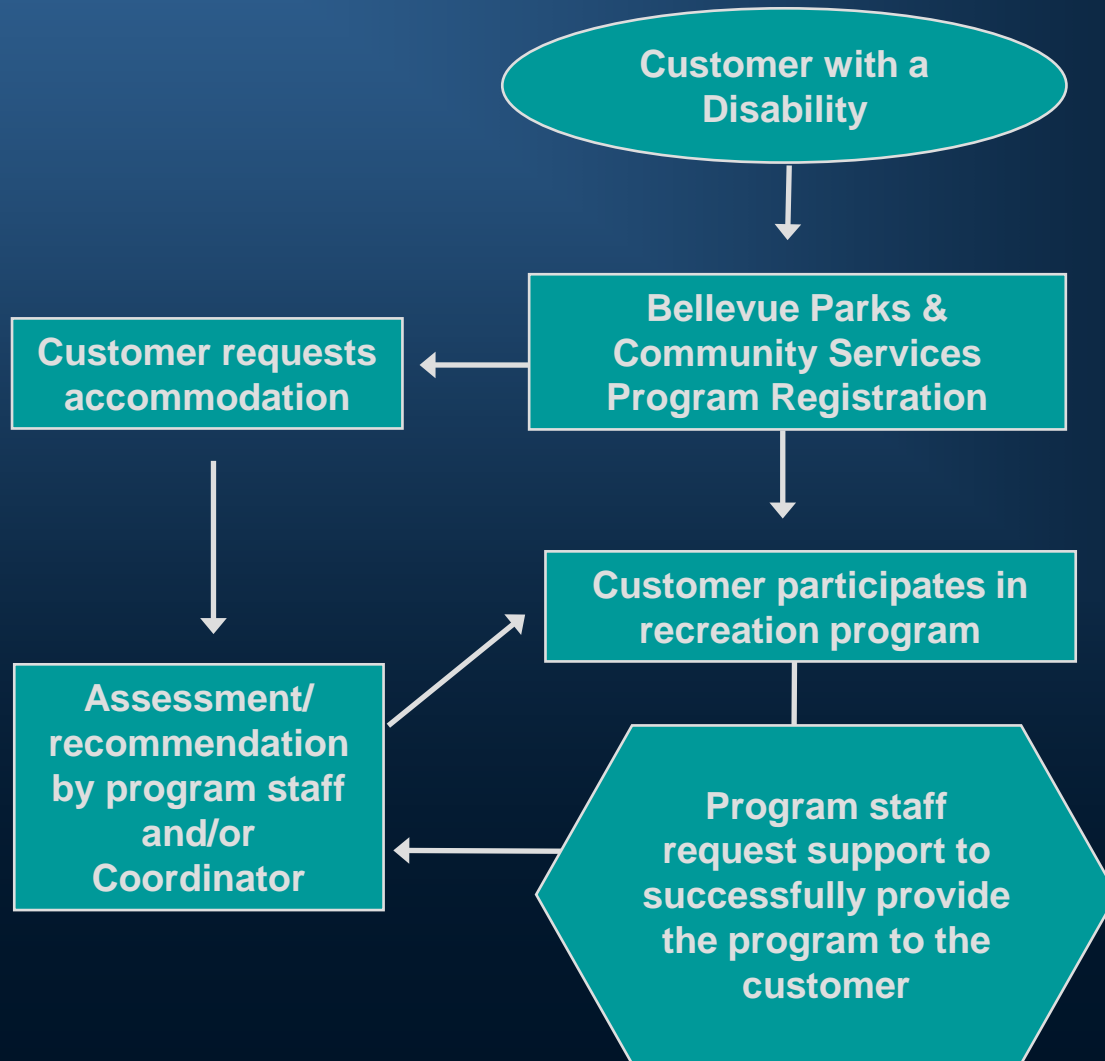 Customer with a
Disability
Bellevue Parks &
Community Services
Program Registration
Customer requests
accommodation
Customer participates in
recreation program
Assessment/
recommendation
by program staff
and/or
Coordinator
Program staff
request support to
successfully provide
the program to the
customer